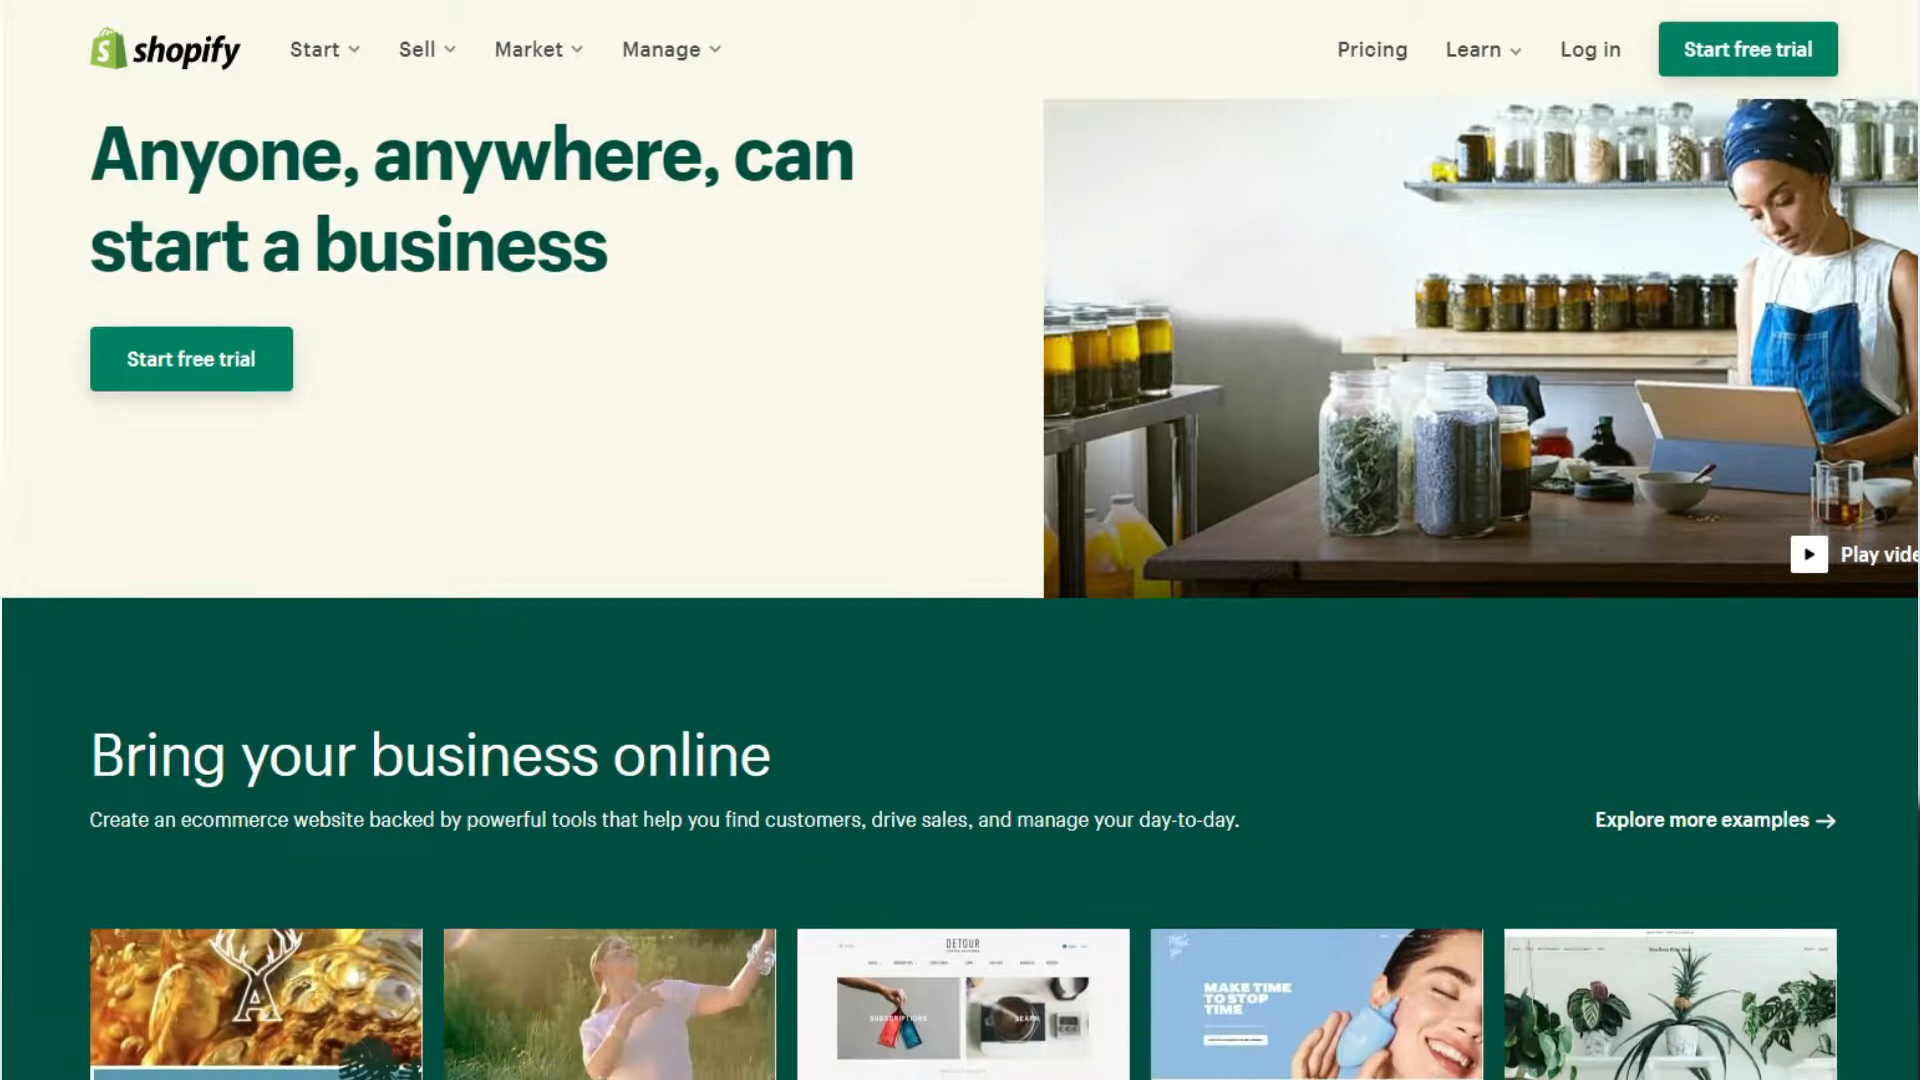 shopify
Start
Sell
Market
Manage
Pricing
Learn
Log in
Start free trial
Anyone, anywhere, can
start a business
Start free trial
Play vide
Bring your business online
Create an ecommerce website backed by powerful tools that help you find customers, drive sales, and manage your day-to-day.
Explore more examples →
A
DETOUR
SUBSCRIPTIONS
LEARN
MAKE TIME
TO STOP
TIME